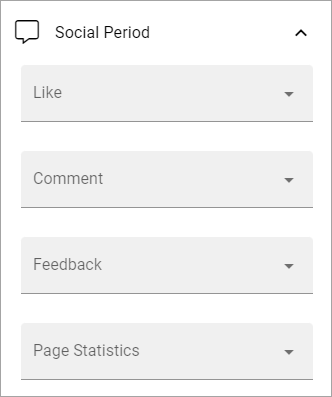 Social Period
Like
Comment
Feedback
Page Statistics